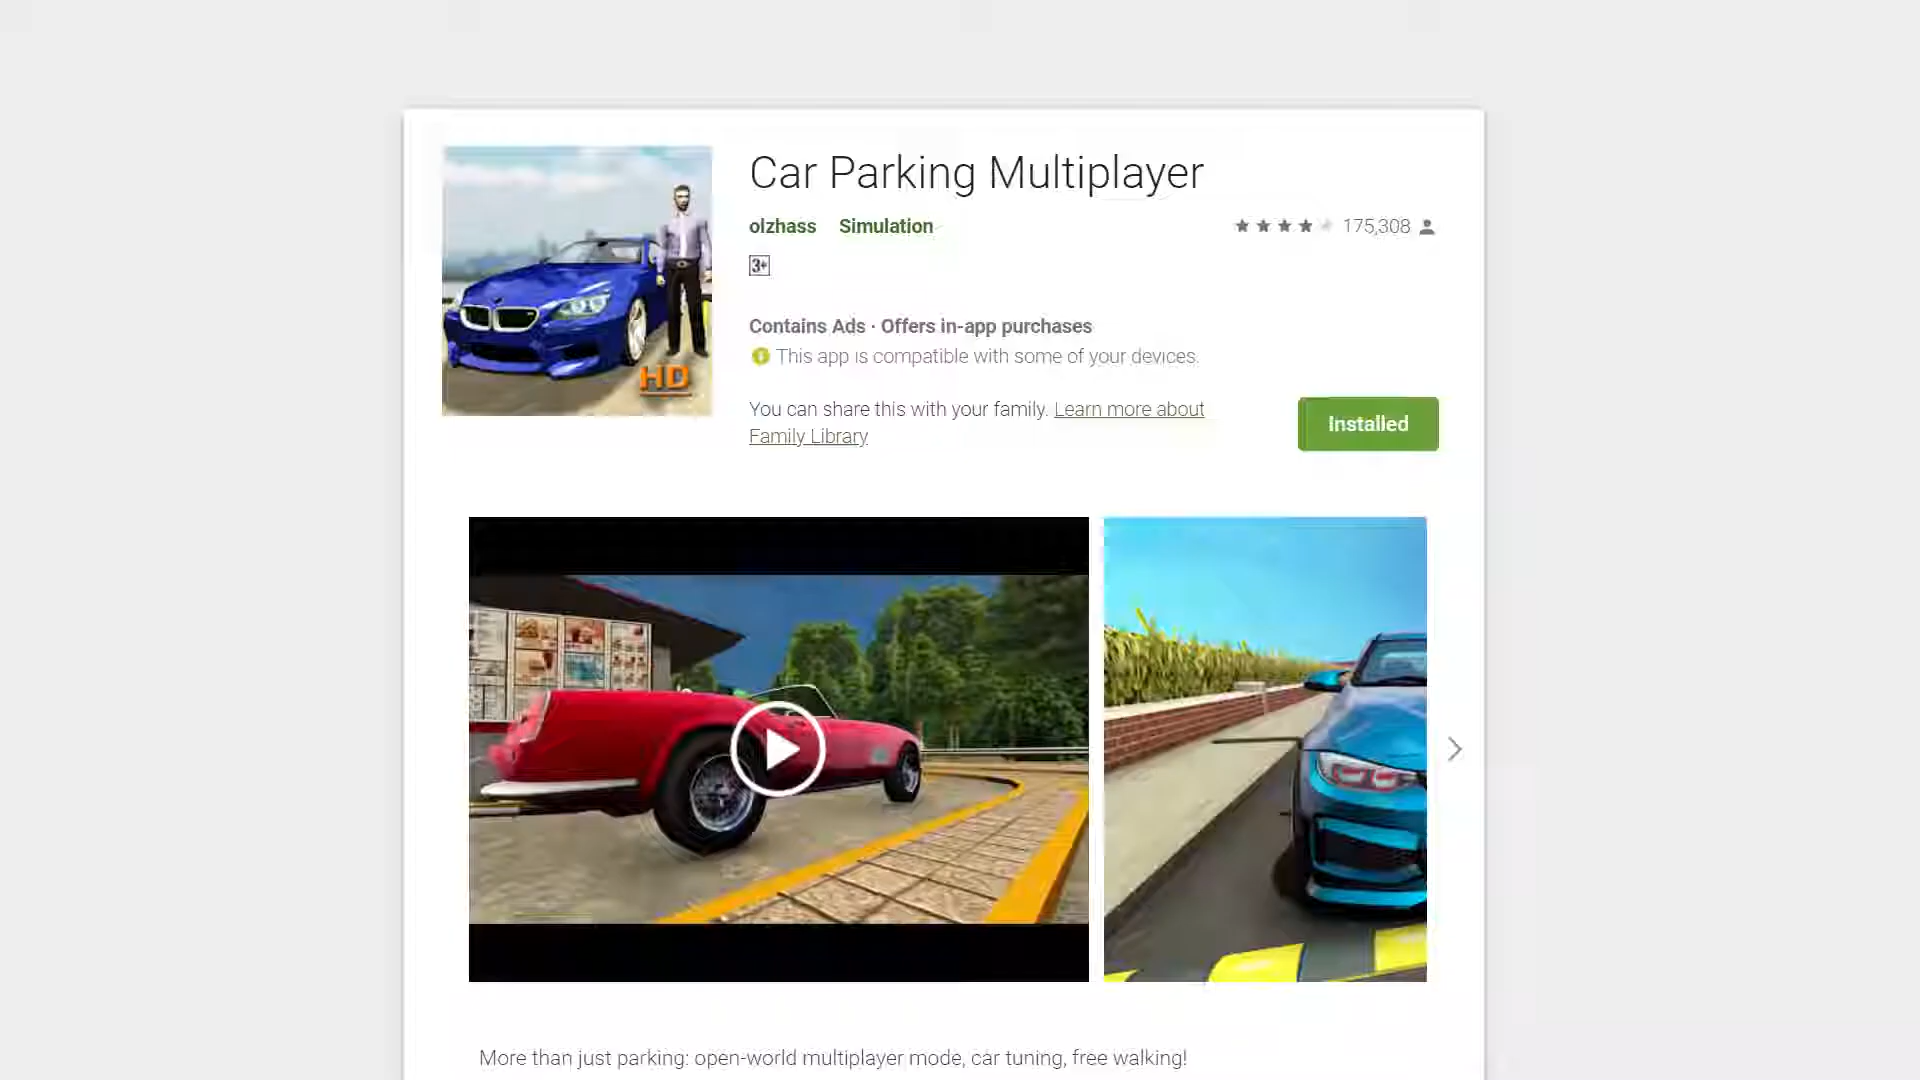 Car Parking Multiplayer
olzhass Simulation 175,308
3+
Contains Ads · Offers in-app purchases
This app is compatible with some of your devices.
You can share this with your family. Learn more about
Family Library
Installed
HD
More than just parking: open-world multiplayer mode, car tuning, free walking!